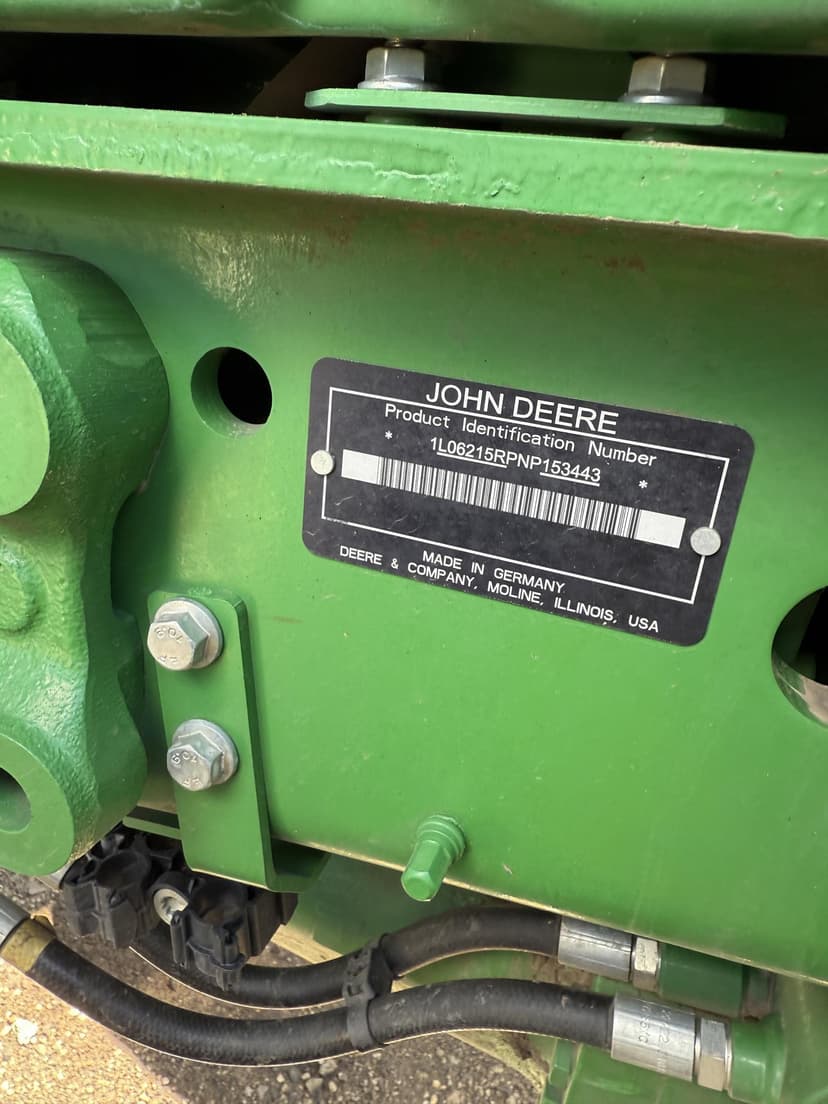 JOHN DEERE
Product Identification Number
* 1L06215RPNP153443 *
MADE IN GERMANY
DEERE & COMPANY, MOLINE, ILLINOIS, USA